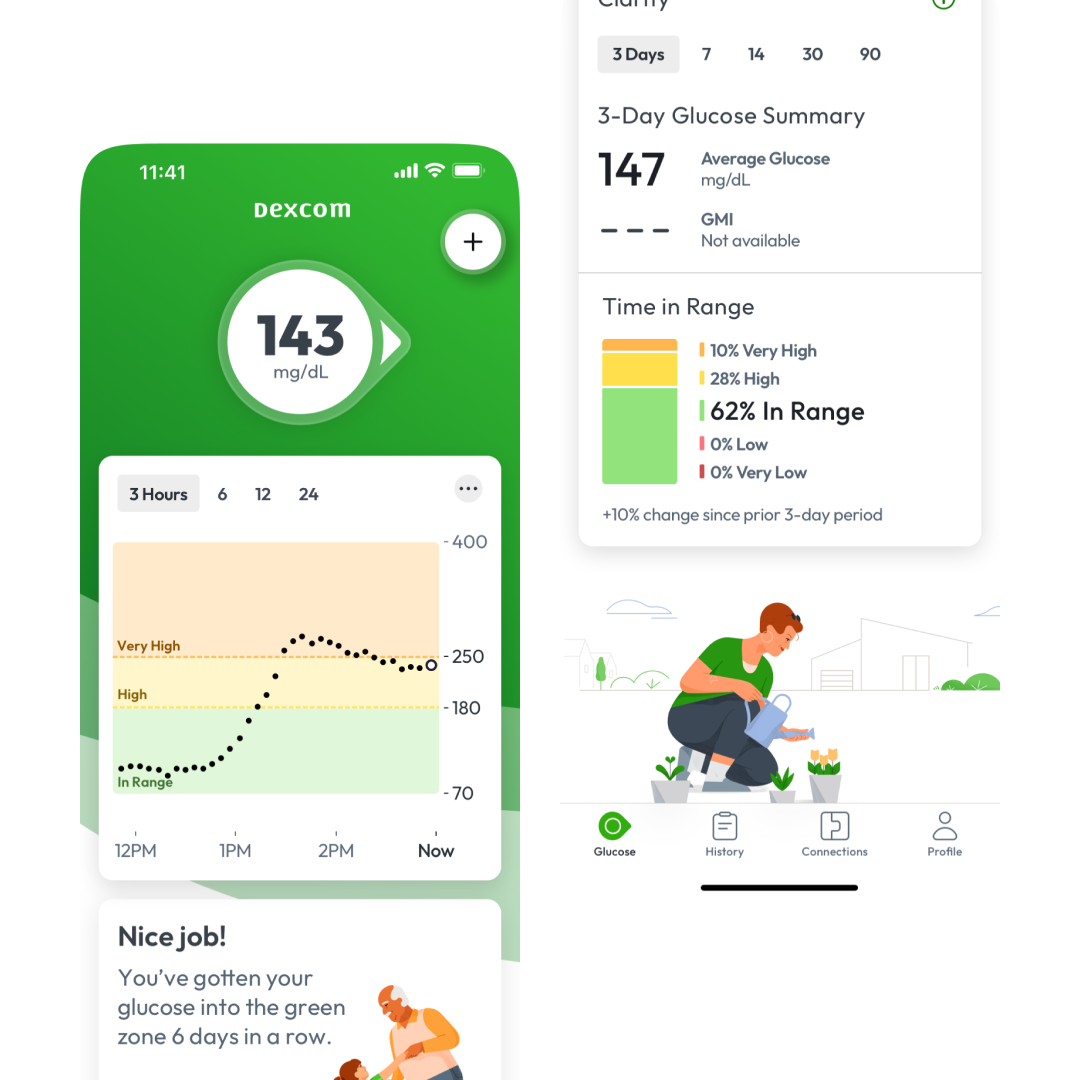 11:41
Dexcom
+
143
mg/dL
3 Hours 6 12 24
400
Very High
250
High
180
In Range
70
12PM 1PM 2PM Now
Nice job!
You’ve gotten your
glucose into the green
zone 6 days in a row.
Clarity
3 Days 7 14 30 90
3-Day Glucose Summary
147 Average Glucose
mg/dL
--- GMI
Not available
Time in Range
10% Very High
28% High
62% In Range
0% Low
0% Very Low
+10% change since prior 3-day period
Glucose History Connections Profile